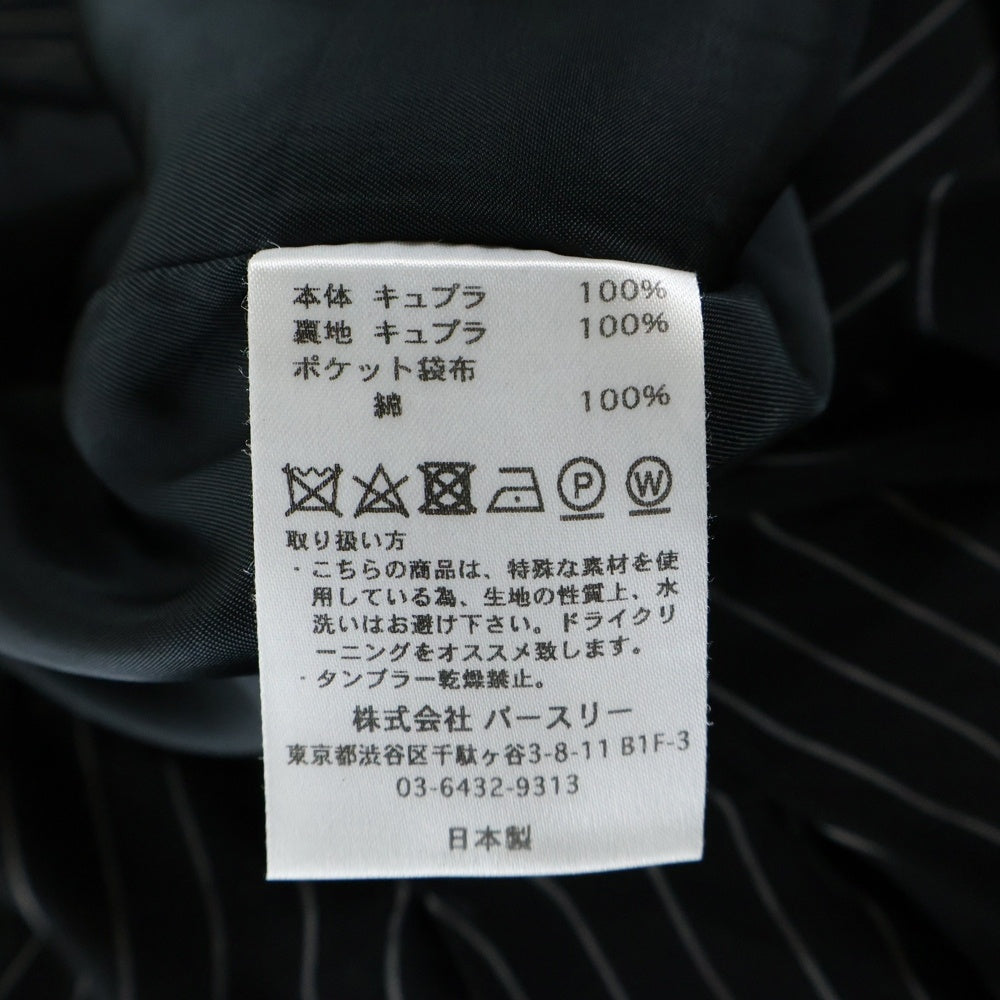 本体 キュプラ 100%
裏地 キュプラ 100%
ポケット袋布
綿 100%
P W
取り扱い方
・こちらの商品は、特殊な素材を使
用している為、生地の性質上、水
洗いはお避け下さい。ドライクリ
ーニングをオススメ致します。
・タンブラー乾燥禁止。
株式会社 パースリー
東京都渋谷区千駄ヶ谷3-8-11 B1F-3
03-6432-9313
日本製